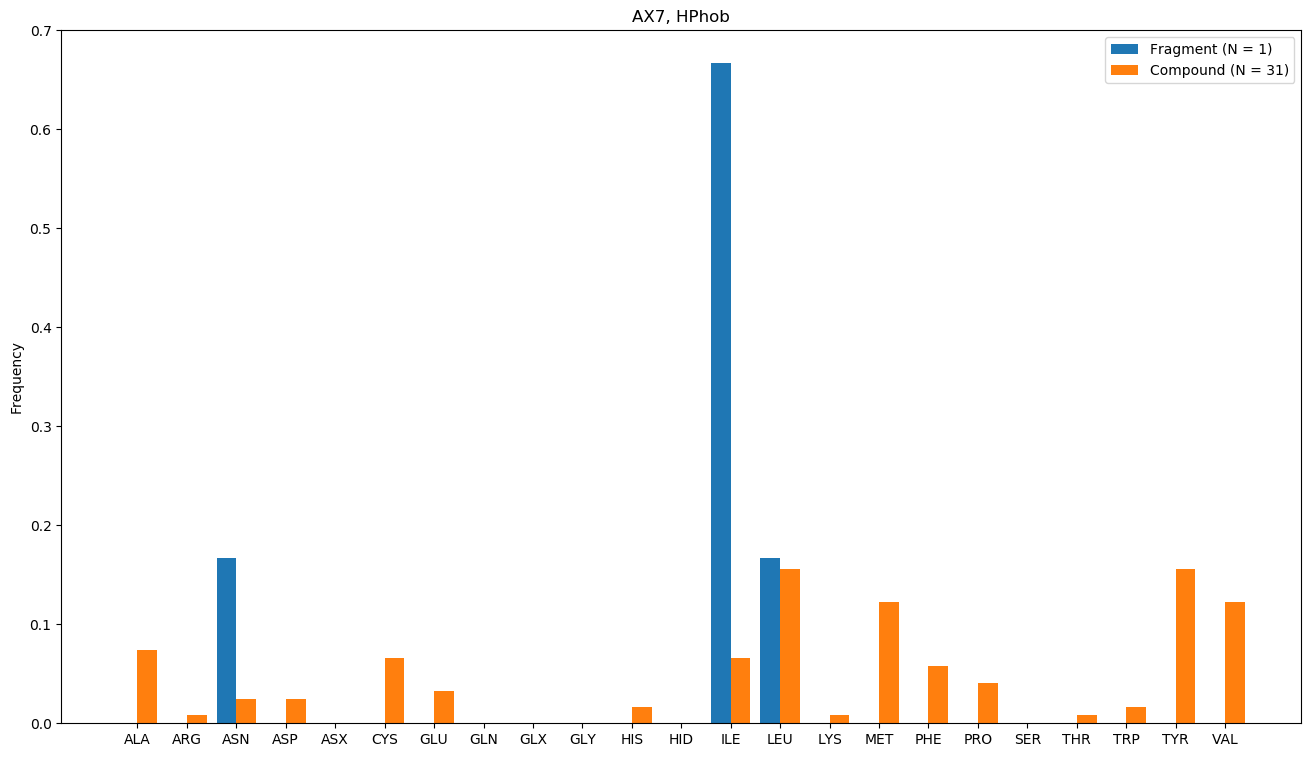 AX7, HPhob
Fragment (N = 1)
Compound (N = 31)
Frequency
0.7
0.6
0.5
0.4
0.3
0.2
0.1
0.0
ALA ARG ASN ASP ASX CYS GLU GLN GLX GLY HIS HID ILE LEU LYS MET PHE PRO SER THR TRP TYR VAL